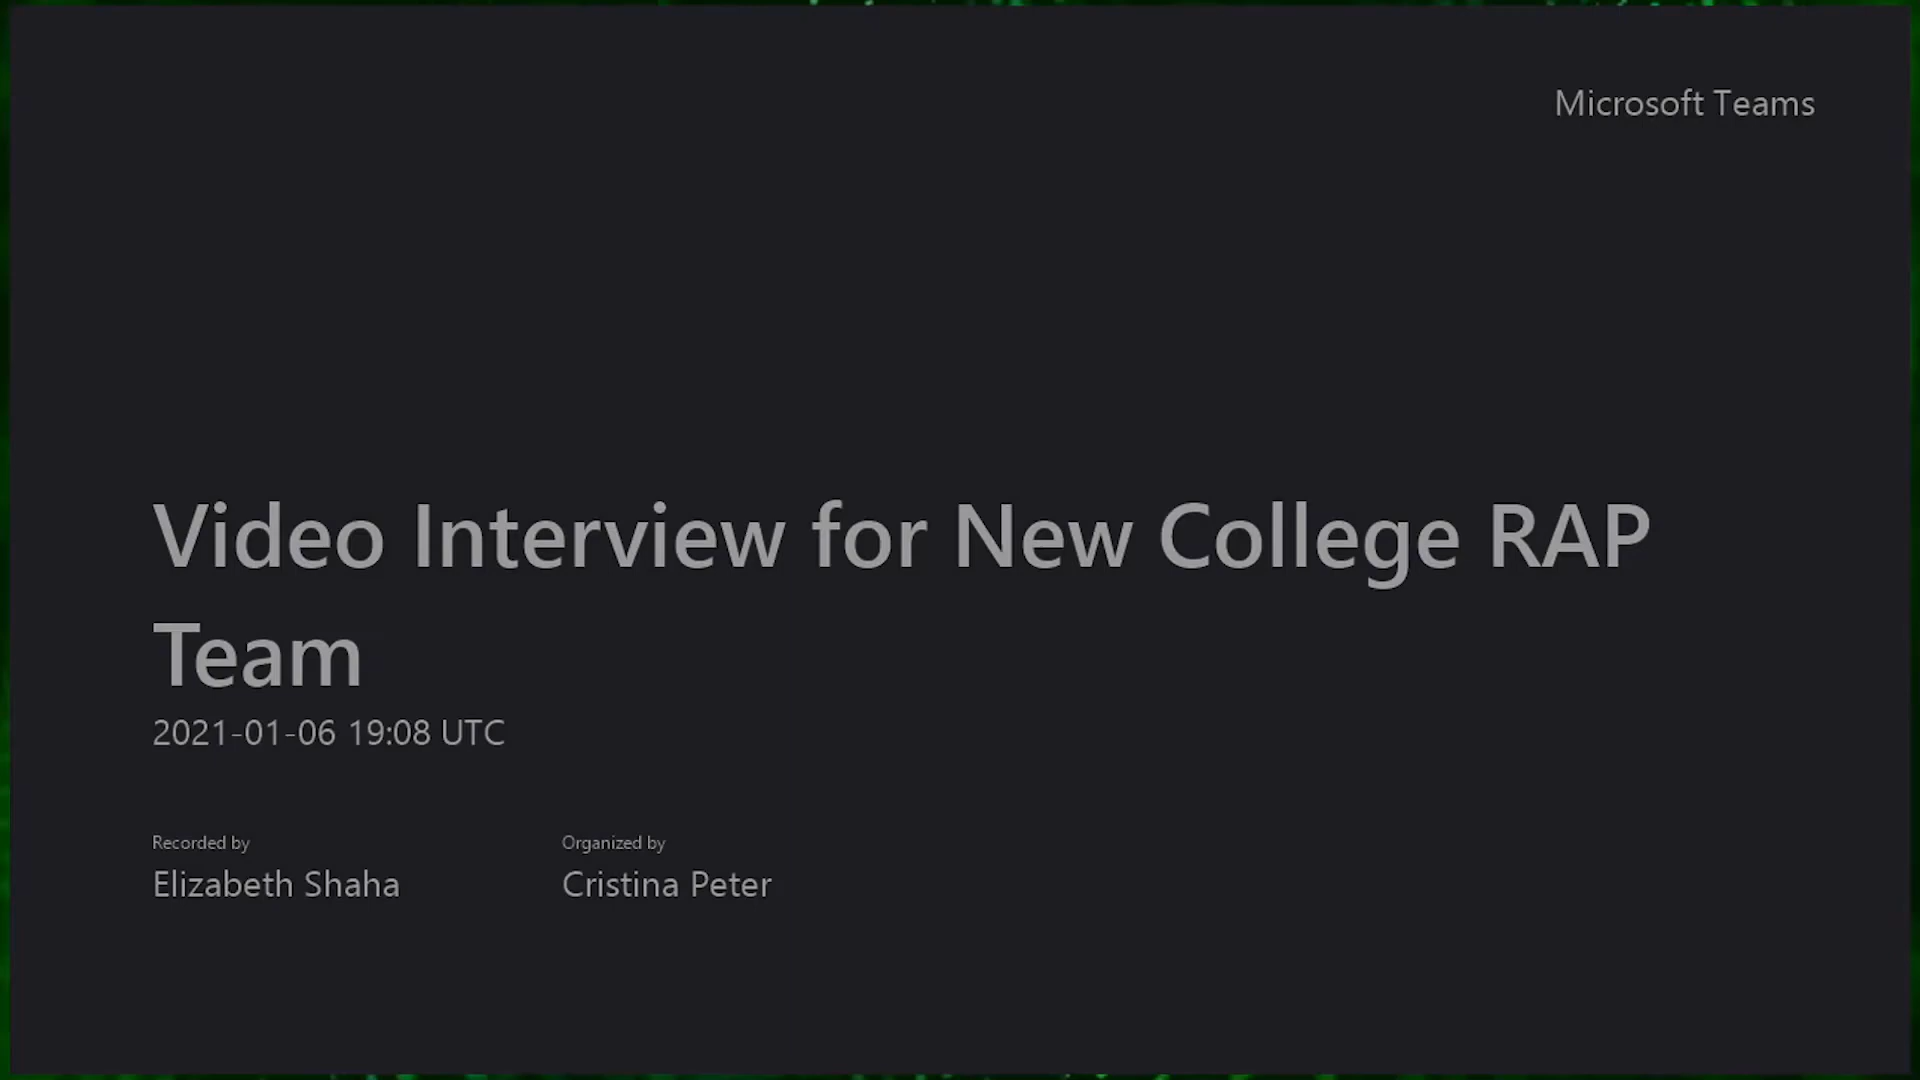 Microsoft Teams
Video Interview for New College RAP
Team
2021-01-06 19:08 UTC
Recorded by
Organized by
Elizabeth Shaha
Cristina Peter